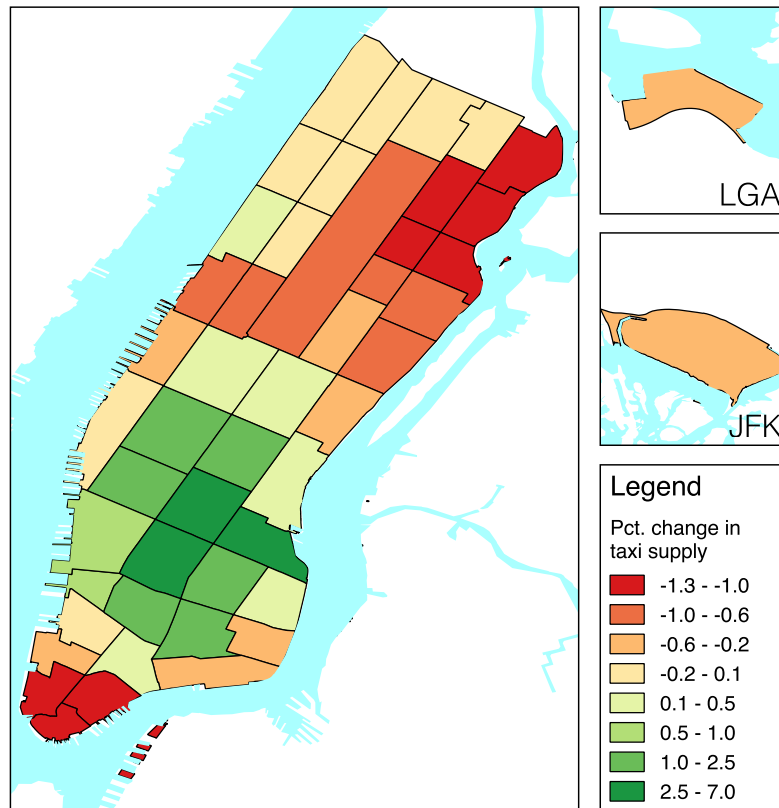 LGA
JFK
Legend
Pct. change in
taxi supply
-1.3 - -1.0
-1.0 - -0.6
-0.6 - -0.2
-0.2 - 0.1
0.1 - 0.5
0.5 - 1.0
1.0 - 2.5
2.5 - 7.0